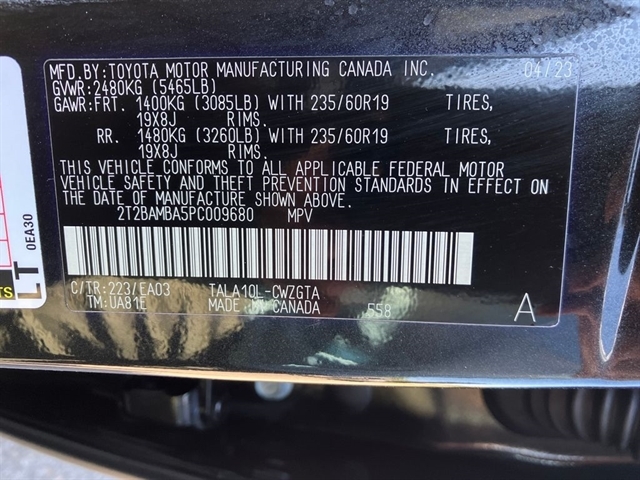 MFD.BY:TOYOTA MOTOR MANUFACTURING CANADA INC. 04/23
GVWR:2480KG (5465LB)
GAWR:FRT. 1400KG (3085LB) WITH 235/60R19 TIRES,
19X8J RIMS.
RR. 1480KG (3260LB) WITH 235/60R19 TIRES,
19X8J RIMS.
THIS VEHICLE CONFORMS TO ALL APPLICABLE FEDERAL MOTOR
VEHICLE SAFETY AND THEFT PREVENTION STANDARDS IN EFFECT ON
THE DATE OF MANUFACTURE SHOWN ABOVE.
2T2BAMBA5PC009680 MPV
C/TR:223/EA03 TALA10L-CWZGTA
TM:UA81E MADE IN CANADA 558 A
LT
0EA30